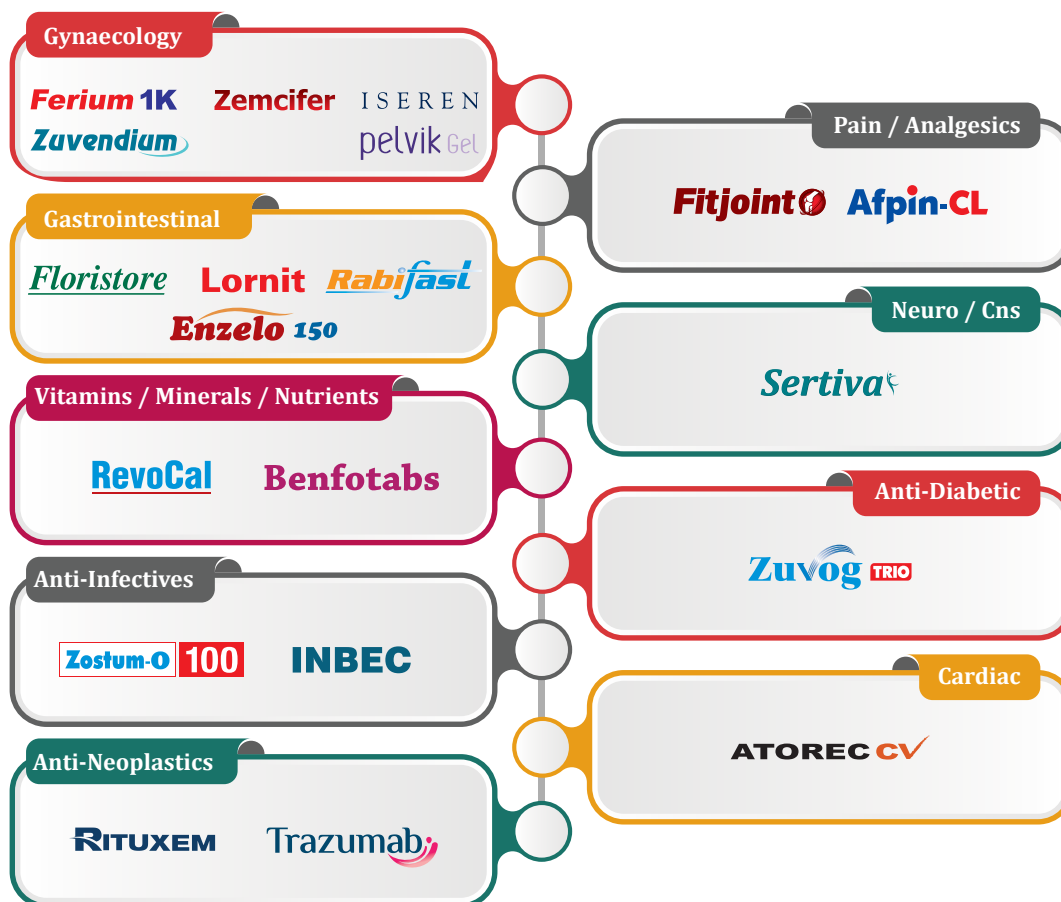 Gynaecology
Ferium 1K Zemcifer ISEREN
Zuvendium pelvik Gel
Pain / Analgesics
Fitjoint Afpin-CL
Gastrointestinal
Floristore Lornit Rabifast
Enzelo 150
Neuro / Cns
Sertiva
Vitamins / Minerals / Nutrients
RevoCal Benfotabs
Anti-Diabetic
Zuvog TRIO
Anti-Infectives
Zostum-O 100 INBEC
Cardiac
ATOREC CV
Anti-Neoplastics
RITUXEM Trazumab